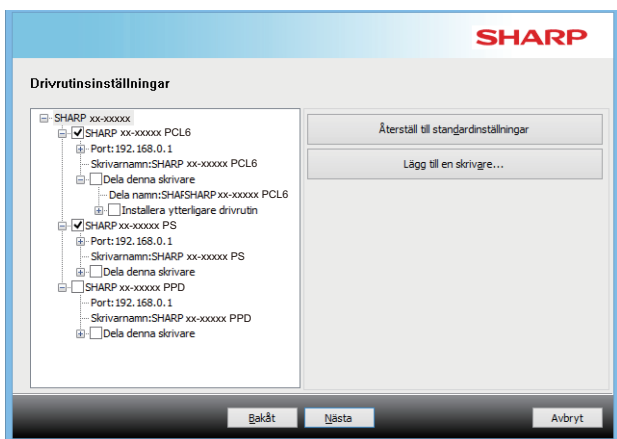 SHARP
Drivrutinsinställningar
SHARP xx-xxxxx
SHARP xx-xxxxx PCL6
Port:192.168.0.1
Skrivarnamn:SHARP xx-xxxxx PCL6
Dela denna skrivare
Dela namn:SHAFSHARP xx-xxxxx PCL6
Installera ytterligare drivrutin
SHARP xx-xxxxx PS
Port:192.168.0.1
Skrivarnamn:SHARP xx-xxxxx PS
Dela denna skrivare
SHARP xx-xxxxx PPD
Port:192.168.0.1
Skrivarnamn:SHARP xx-xxxxx PPD
Dela denna skrivare
Återställ till standardinställningar
Lägg till en skrivare...
Bakåt
Nästa
Avbryt